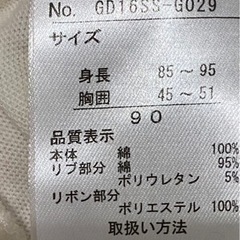 No. GD16SS-G029
サイズ
身長 85~95
胸囲 45~51
90
品質表示
本体 綿 100%
リブ部分 綿 95%
ポリウレタン 5%
リボン部分
ポリエステル 100%
取扱い方法